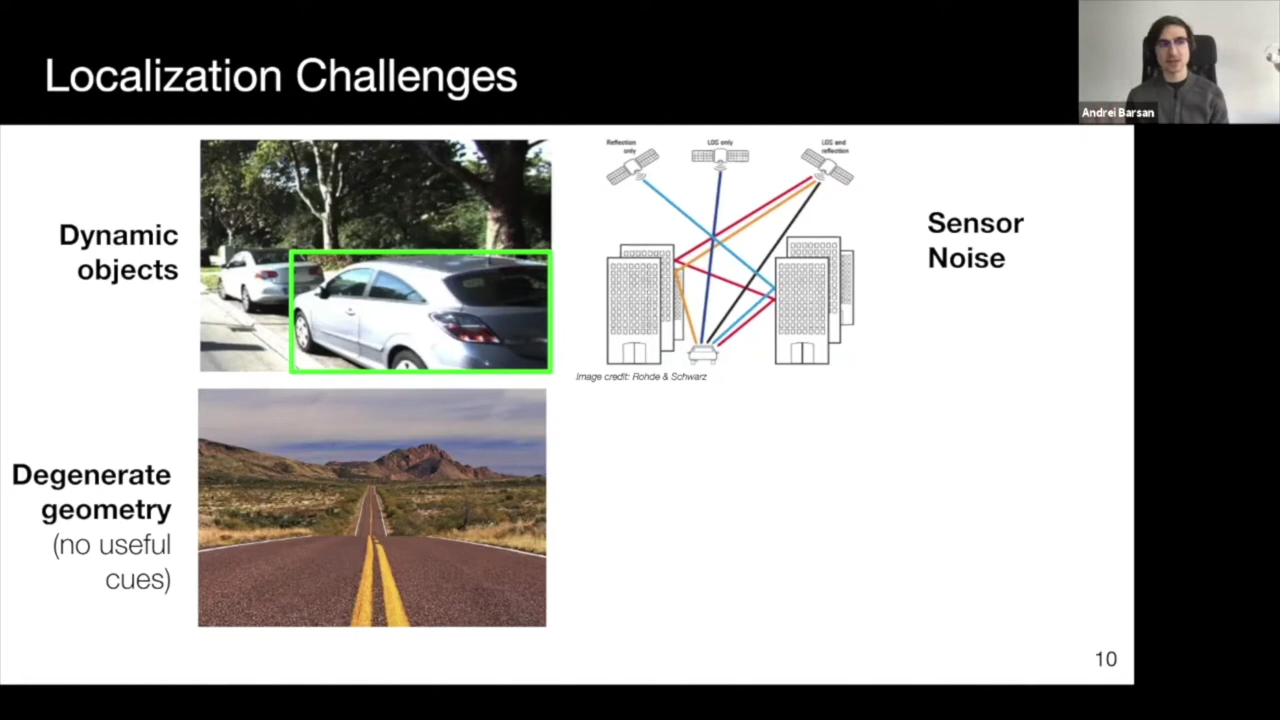 Localization Challenges
Andrei Barsan
Dynamic
objects
Reflection
only
LOS only
LOS and
reflection
Sensor
Noise
Image credit: Rohde & Schwarz
Degenerate
geometry
(no useful
cues)
10